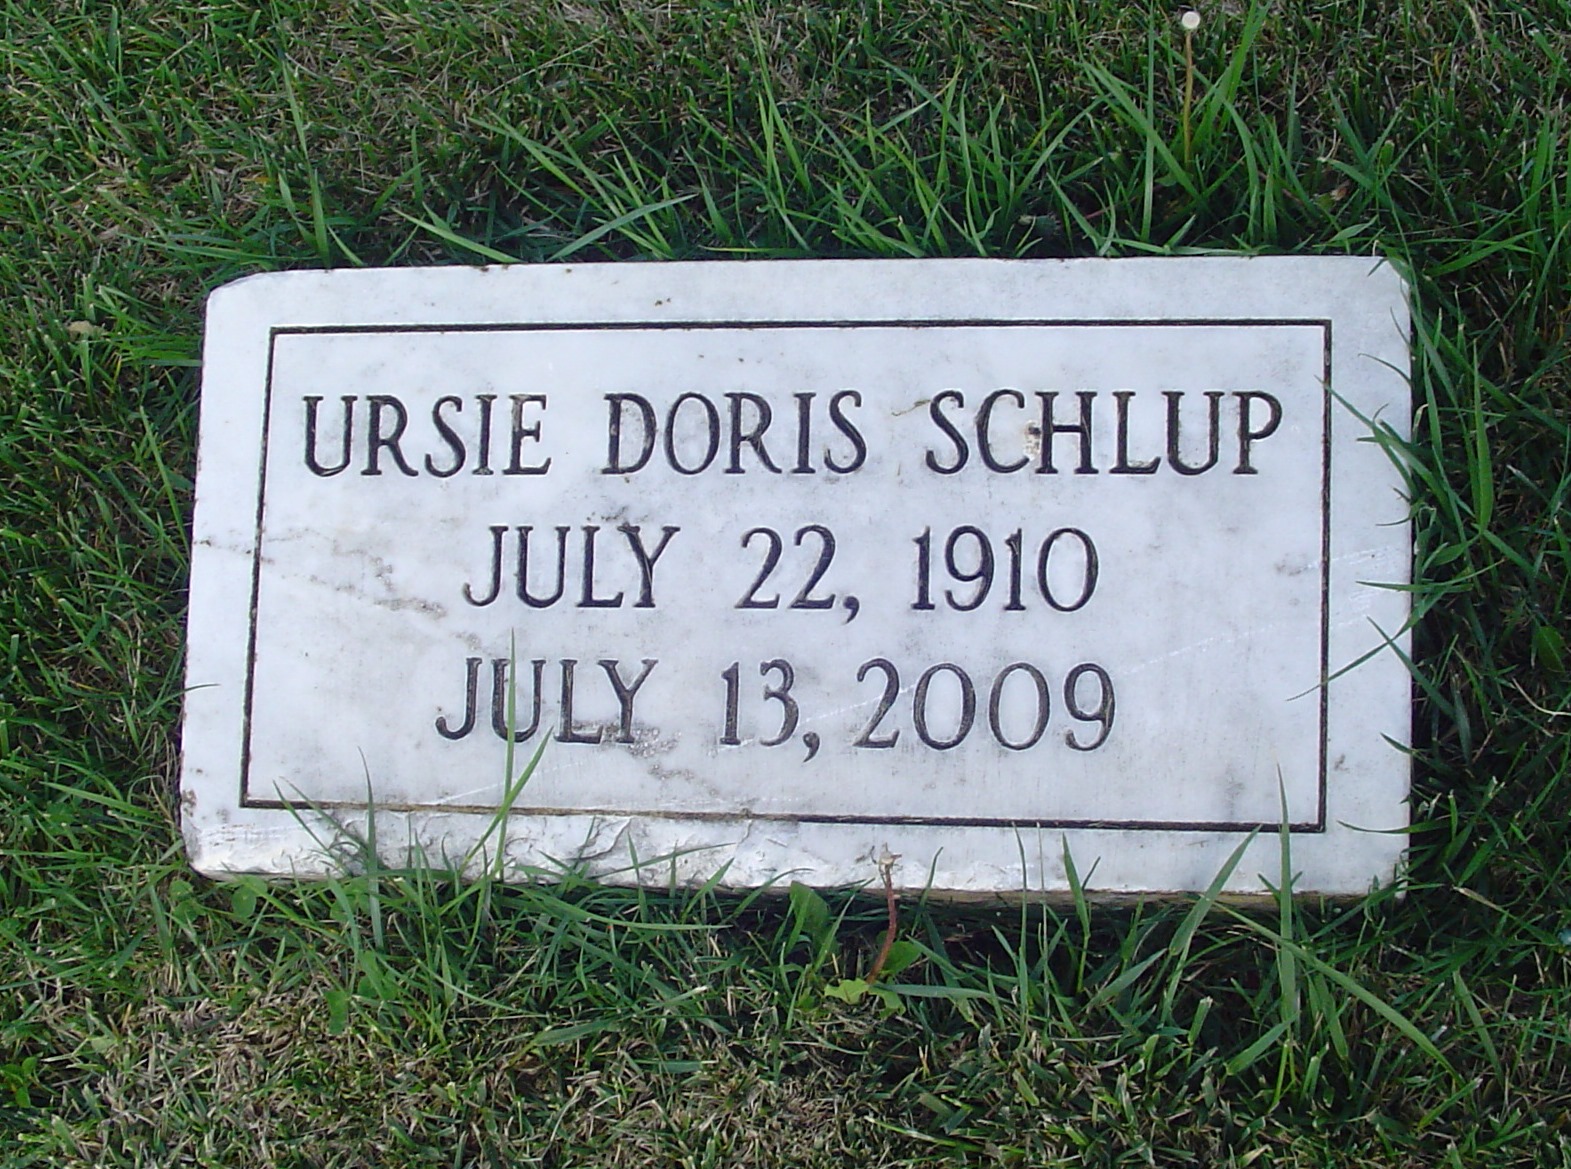 URSIE DORIS SCHLUP
JULY 22, 1910
JULY 13, 2009